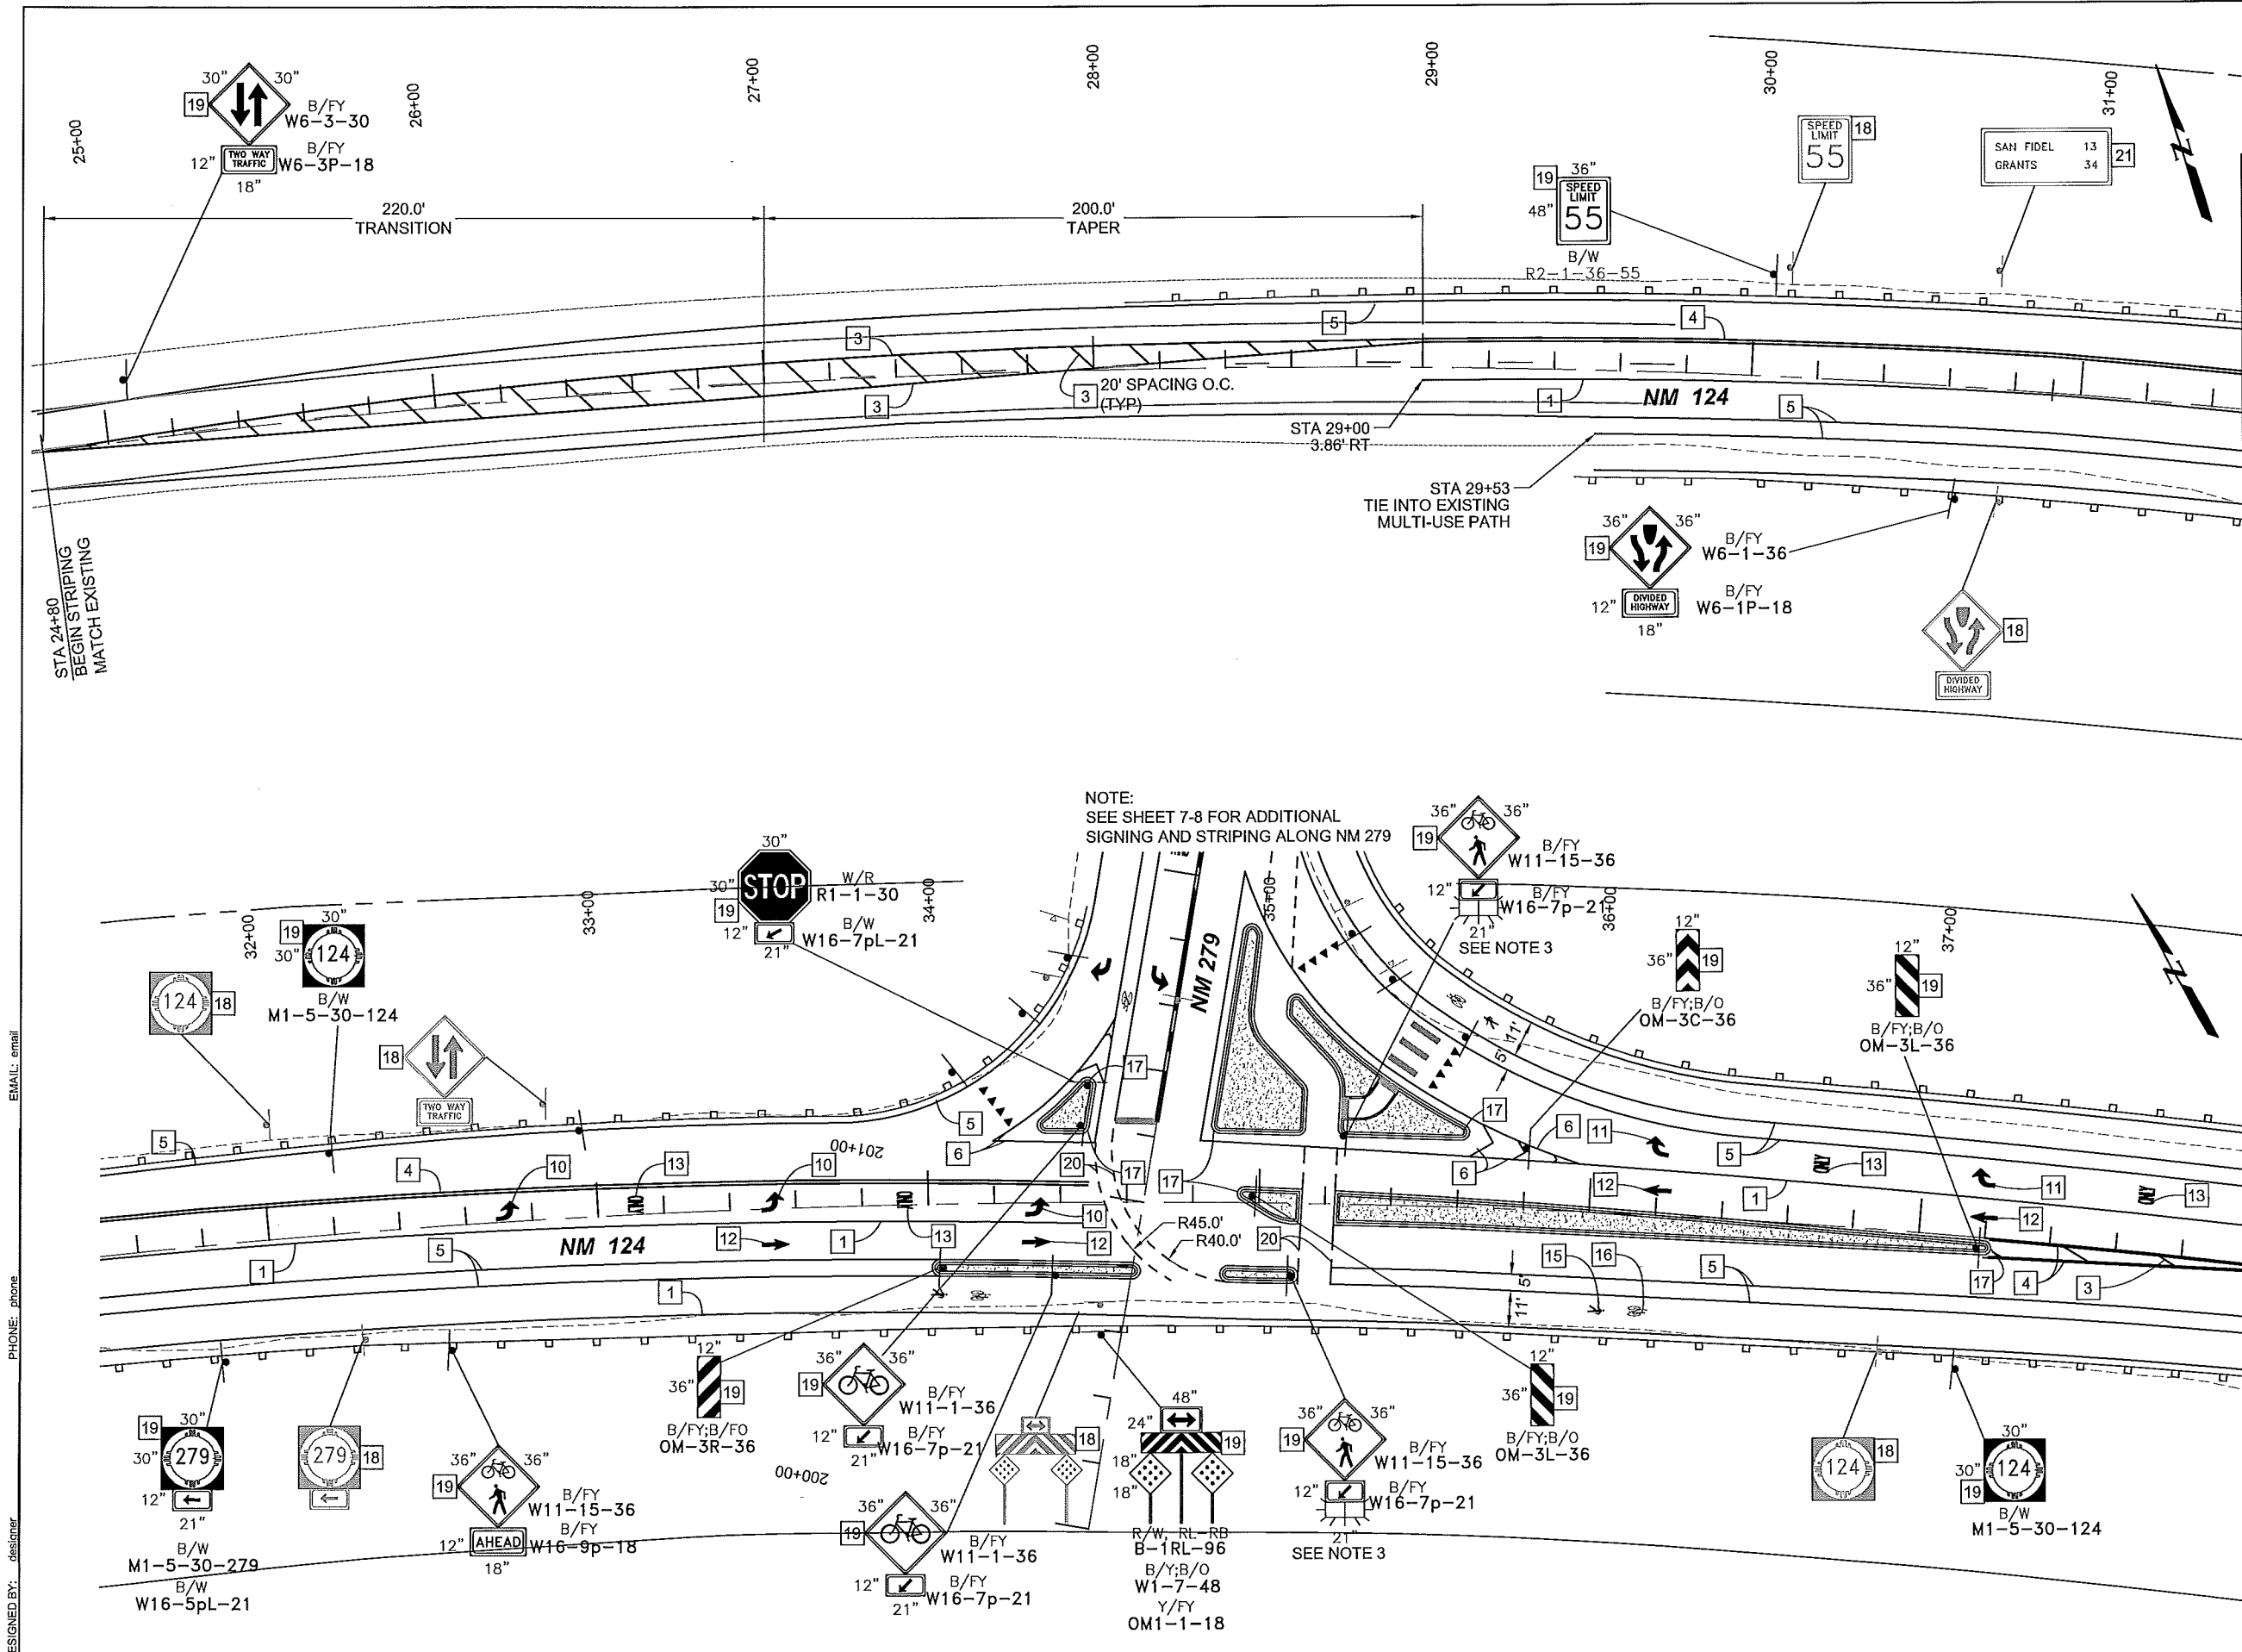 25+00
26+00
27+00
28+00
29+00
30+00
31+00
30" 30"
19
B/FY
W6-3-30
TWO WAY
TRAFFIC
12"
B/FY
W6-3P-18
18"
220.0'
TRANSITION
200.0'
TAPER
19
36"
SPEED
LIMIT
55
48"
B/W
R2-1-36-55
SPEED
LIMIT
55
18
SAN FIDEL 13
GRANTS 34
21
N
3
5
4
3
3
20' SPACING O.C.
(TYP)
1
NM 124
5
STA 29+00
3.86' RT
STA 29+53
TIE INTO EXISTING
MULTI-USE PATH
STA 24+80
BEGIN STRIPING
MATCH EXISTING
36" 36"
19
B/FY
W6-1-36
DIVIDED
HIGHWAY
12"
B/FY
W6-1P-18
18"
18
DIVIDED
HIGHWAY
NOTE:
SEE SHEET 7-8 FOR ADDITIONAL
SIGNING AND STRIPING ALONG NM 279
32+00
33+00
34+00
35+00
36+00
37+00
124
18
19
30"
30"
124
B/W
M1-5-30-124
18
TWO WAY
TRAFFIC
30"
30"
STOP
19
W/R
R1-1-30
12"
B/W
W16-7pL-21
21"
36" 36"
19
B/FY
W11-15-36
12"
B/FY
W16-7p-21
21"
SEE NOTE 3
12"
36"
19
B/FY;B/O
OM-3C-36
12"
36"
19
B/FY;B/O
OM-3L-36
N
NM 279
17
11'
5'
5
5
6
201+00
17
6
11
5
13
4
10
13
10
20
17
17
6
12
1
11
13
10
12
R45.0'
R40.0'
NM 124
12
1
13
12
20
15
16
5
17
4
3
1
5
1
5'
11'
ONLY
ONLY
ONLY
ONLY
19
30"
30"
279
12"
21"
B/W
M1-5-30-279
B/W
W16-5pL-21
279
18
36" 36"
19
B/FY
W11-15-36
12"
AHEAD
B/FY
W16-9p-18
18"
12"
36"
19
B/FY;B/FO
OM-3R-36
36" 36"
19
B/FY
W11-1-36
12"
B/FY
W16-7p-21
21"
200+00
36" 36"
19
B/FY
W11-1-36
12"
B/FY
W16-7p-21
21"
18
48"
24"
19
18"
18"
R/W, RL-RB
B-1RL-96
B/Y;B/O
W1-7-48
Y/FY
OM1-1-18
36" 36"
19
B/FY
W11-15-36
12"
B/FY
W16-7p-21
21"
SEE NOTE 3
12"
36"
19
B/FY;B/O
OM-3L-36
124
18
30"
30"
19
124
B/W
M1-5-30-124
EMAIL: email
PHONE: phone
ESIGNED BY: designer